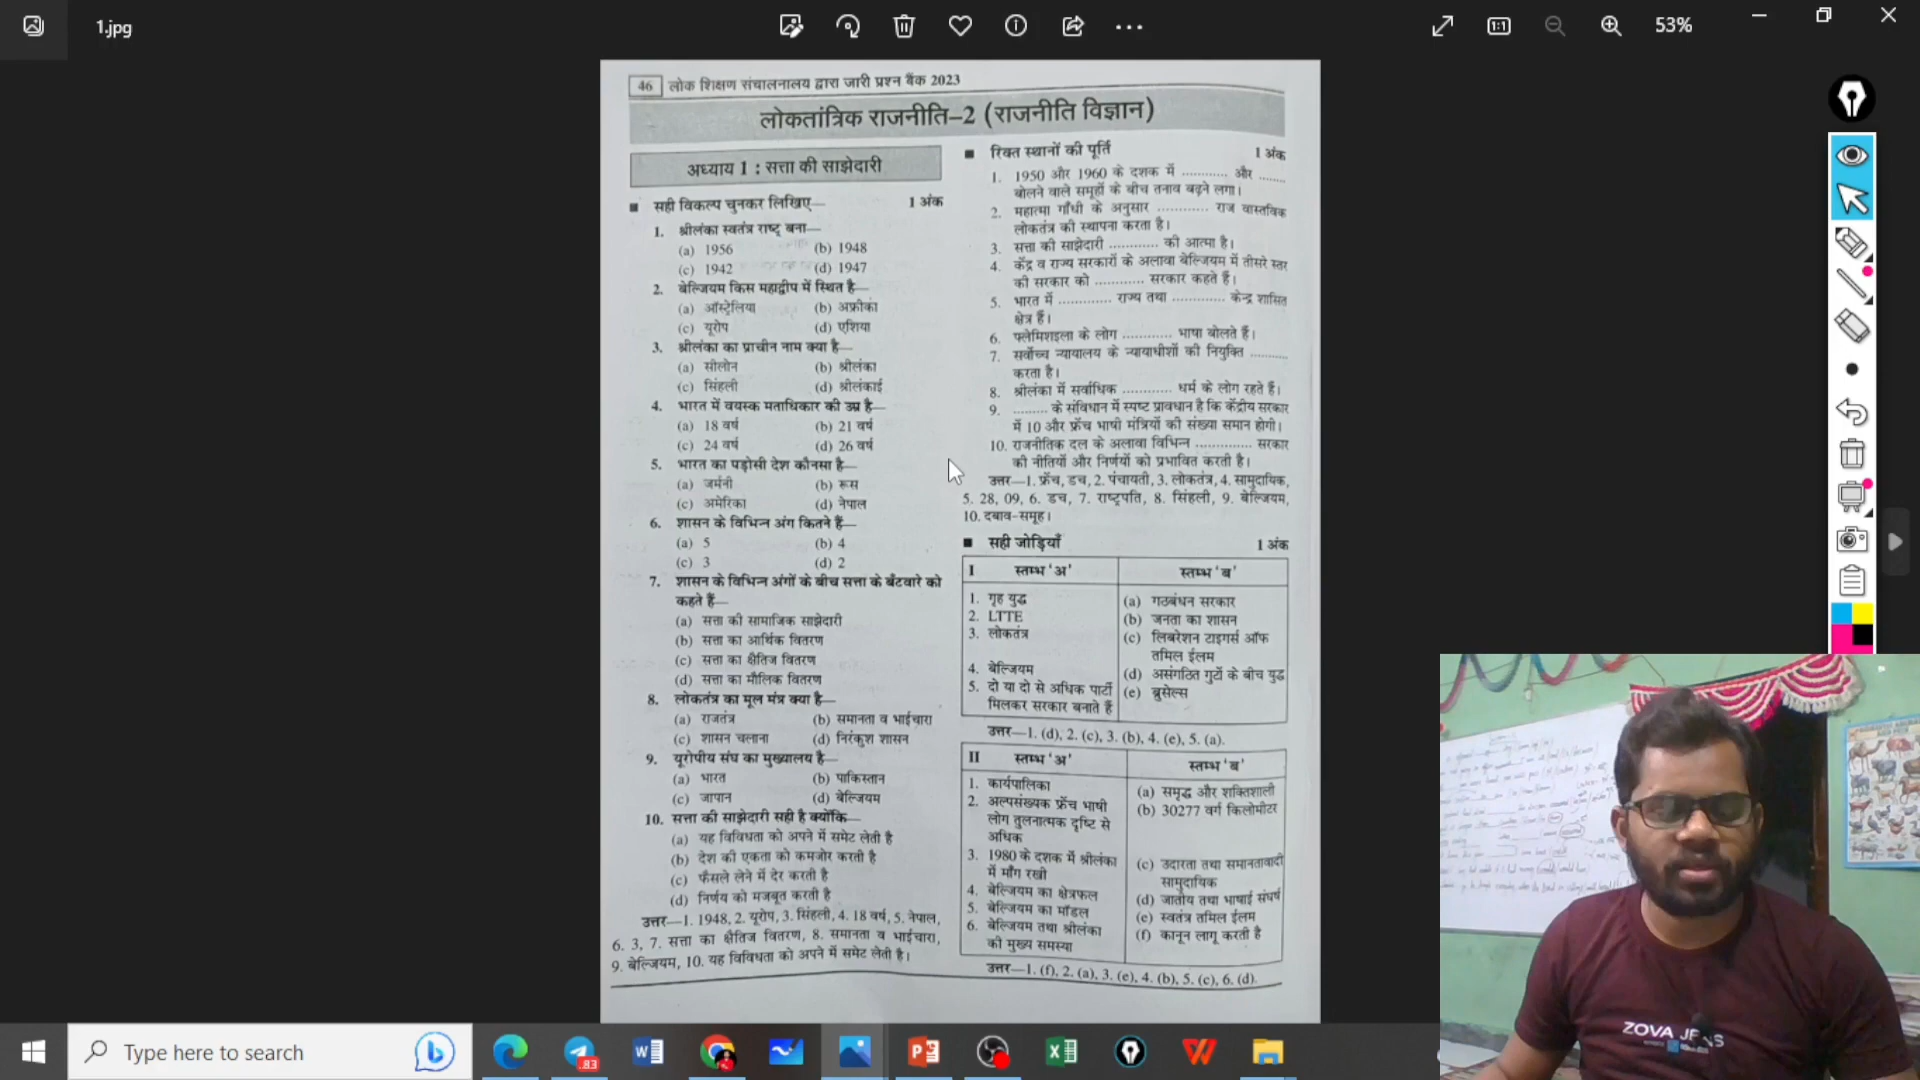 1.jpg
53%
46 लोक शिक्षण संचालनालय द्वारा जारी प्रश्न बैंक 2023
लोकतांत्रिक राजनीति–2 (राजनीति विज्ञान)
अध्याय 1 : सत्ता की साझेदारी
■ सही विकल्प चुनकर लिखिए— 1 अंक
1. श्रीलंका स्वतंत्र राष्ट्र बना—
(a) 1956 (b) 1948
(c) 1942 (d) 1947
2. बेल्जियम किस महाद्वीप में स्थित है—
(a) ऑस्ट्रेलिया (b) अफ्रीका
(c) यूरोप (d) एशिया
3. श्रीलंका का प्राचीन नाम क्या है—
(a) सीलोन (b) श्रीलंका
(c) सिंहली (d) श्रीलंकाई
4. भारत में वयस्क मताधिकार की उम्र है—
(a) 18 वर्ष (b) 21 वर्ष
(c) 24 वर्ष (d) 26 वर्ष
5. भारत का पड़ोसी देश कौनसा है—
(a) जर्मनी (b) रूस
(c) अमेरिका (d) नेपाल
6. शासन के विभिन्न अंग कितने हैं—
(a) 5 (b) 4
(c) 3 (d) 2
7. शासन के विभिन्न अंगों के बीच सत्ता के बँटवारे को
कहते हैं—
(a) सत्ता की सामाजिक साझेदारी
(b) सत्ता का आर्थिक वितरण
(c) सत्ता का क्षैतिज वितरण
(d) सत्ता का मौलिक वितरण
8. लोकतंत्र का मूल मंत्र क्या है—
(a) राजतंत्र (b) समानता व भाईचारा
(c) शासन चलाना (d) निरंकुश शासन
9. यूरोपीय संघ का मुख्यालय है—
(a) भारत (b) पाकिस्तान
(c) जापान (d) बेल्जियम
10. सत्ता की साझेदारी सही है क्योंकि—
(a) यह विविधता को अपने में समेट लेती है
(b) देश की एकता को कमजोर करती है
(c) फैसले लेने में देर करती है
(d) निर्णय को मजबूत करती है
उत्तर—1. 1948, 2. यूरोप, 3. सिंहली, 4. 18 वर्ष, 5. नेपाल,
6. 3, 7. सत्ता का क्षैतिज वितरण, 8. समानता व भाईचारा,
9. बेल्जियम, 10. यह विविधता को अपने में समेट लेती है।
■ रिक्त स्थानों की पूर्ति 1 अंक
1. 1950 और 1960 के दशक में ............ और .......
बोलने वाले समूहों के बीच तनाव बढ़ने लगा।
2. महात्मा गाँधी के अनुसार ............ राज वास्तविक
लोकतंत्र की स्थापना करता है।
3. सत्ता की साझेदारी ............ की आत्मा है।
4. केंद्र व राज्य सरकारों के अलावा बेल्जियम में तीसरे स्तर
की सरकार को ............ सरकार कहते हैं।
5. भारत में ............ राज्य तथा ............ केन्द्र शासित
क्षेत्र हैं।
6. फ्लेमिशइला के लोग ............ भाषा बोलते हैं।
7. सर्वोच्च न्यायालय के न्यायाधीशों की नियुक्ति .........
करता है।
8. श्रीलंका में सर्वाधिक ............ धर्म के लोग रहते हैं।
9. ......... के संविधान में स्पष्ट प्रावधान है कि केंद्रीय सरकार
में 10 और फ्रेंच भाषी मंत्रियों की संख्या समान होगी।
10. राजनीतिक दल के अलावा विभिन्न ............. सरकार
की नीतियों और निर्णयों को प्रभावित करती है।
उत्तर—1. फ्रेंच, डच, 2. पंचायती, 3. लोकतंत्र, 4. सामुदायिक,
5. 28, 09, 6. डच, 7. राष्ट्रपति, 8. सिंहली, 9. बेल्जियम,
10. दबाव-समूह।
■ सही जोड़ियाँ 1 अंक
I स्तम्भ 'अ' स्तम्भ 'ब'
1. गृह युद्ध (a) गठबंधन सरकार
2. LTTE (b) जनता का शासन
3. लोकतंत्र (c) लिबरेशन टाइगर्स ऑफ
तमिल ईलम
4. बेल्जियम (d) असंगठित गुटों के बीच युद्ध
5. दो या दो से अधिक पार्टी (e) ब्रुसेल्स
मिलकर सरकार बनाते हैं
उत्तर—1. (d), 2. (c), 3. (b), 4. (e), 5. (a).
II स्तम्भ 'अ' स्तम्भ 'ब'
1. कार्यपालिका (a) समृद्ध और शक्तिशाली
2. अल्पसंख्यक फ्रेंच भाषी (b) 30277 वर्ग किलोमीटर
लोग तुलनात्मक दृष्टि से
अधिक
3. 1980 के दशक में श्रीलंका (c) उदारता तथा समानतावादी
में माँग रखी सामुदायिक
4. बेल्जियम का क्षेत्रफल (d) जातीय तथा भाषाई संघर्ष
5. बेल्जियम का मॉडल (e) स्वतंत्र तमिल ईलम
6. बेल्जियम तथा श्रीलंका (f) कानून लागू करती है
की मुख्य समस्या
उत्तर—1. (f), 2. (a), 3. (e), 4. (b), 5. (c), 6. (d).
ZOVA JEANS
Type here to search
83